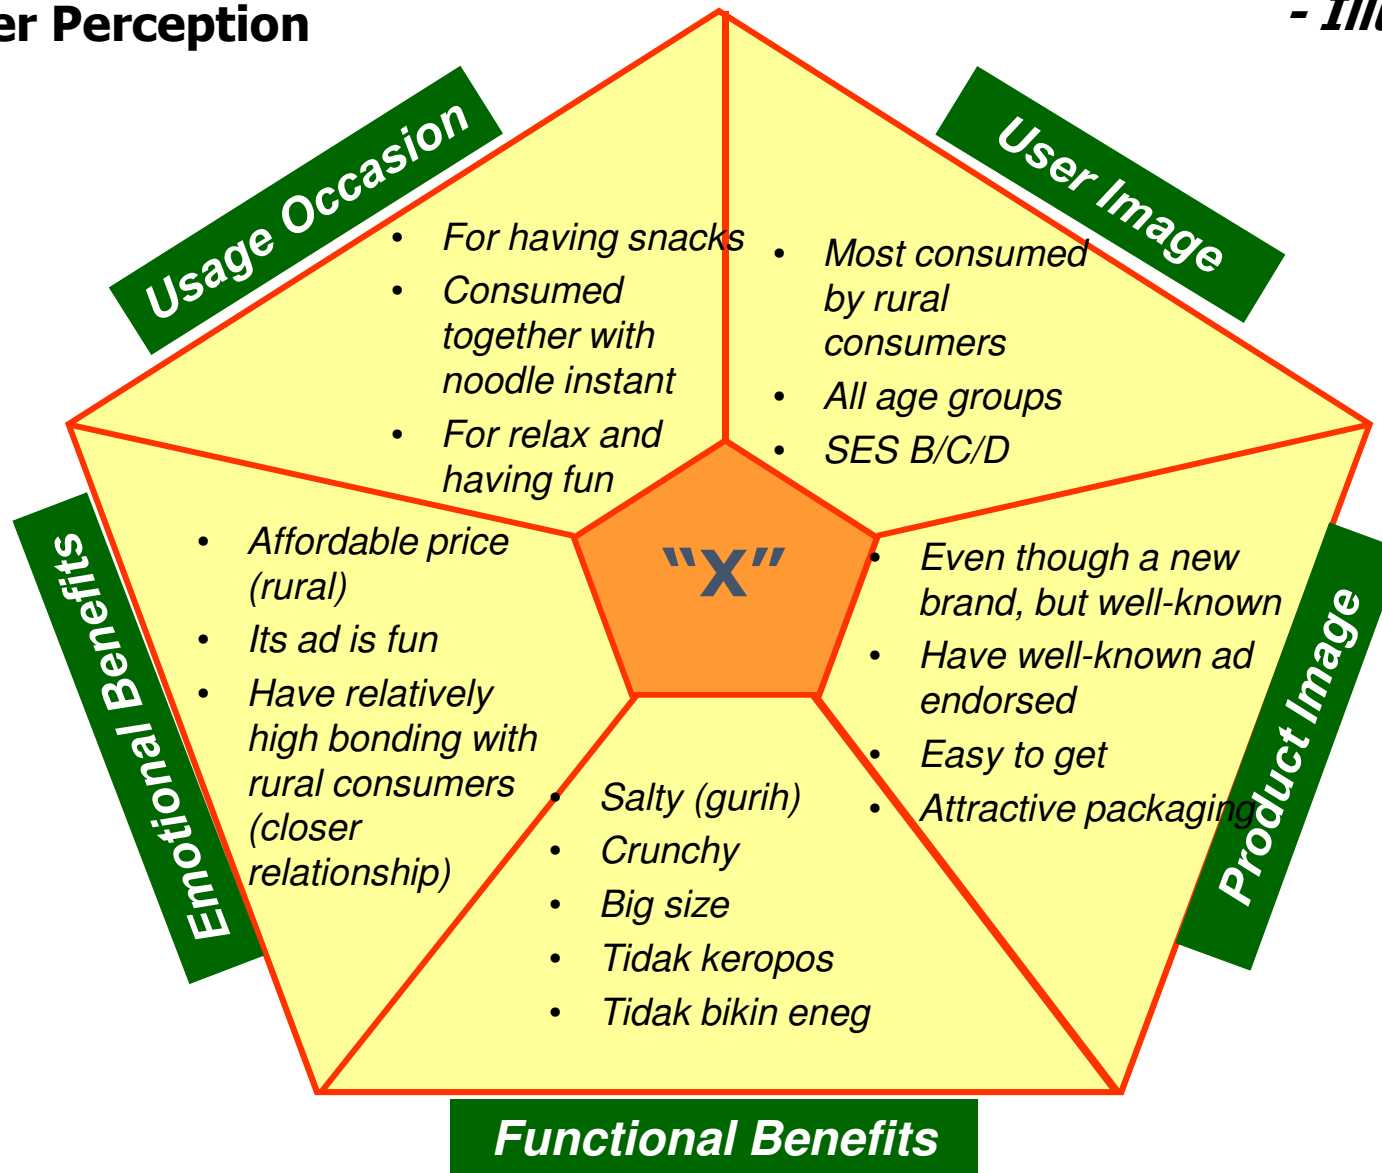 Perception
Usage Occasion
• For having snacks
• Consumed
together with
noodle instant
• For relax and
having fun
User Image
• Most consumed
by rural
consumers
• All age groups
• SES B/C/D
"X"
Emotional Benefits
• Affordable price
(rural)
• Its ad is fun
• Have relatively
high bonding with
rural consumers
(closer
relationship)
Product Image
• Even though a new
brand, but well-known
• Have well-known ad
endorsed
• Easy to get
• Attractive packaging
• Salty (gurih)
• Crunchy
• Big size
• Tidak keropos
• Tidak bikin eneg
Functional Benefits